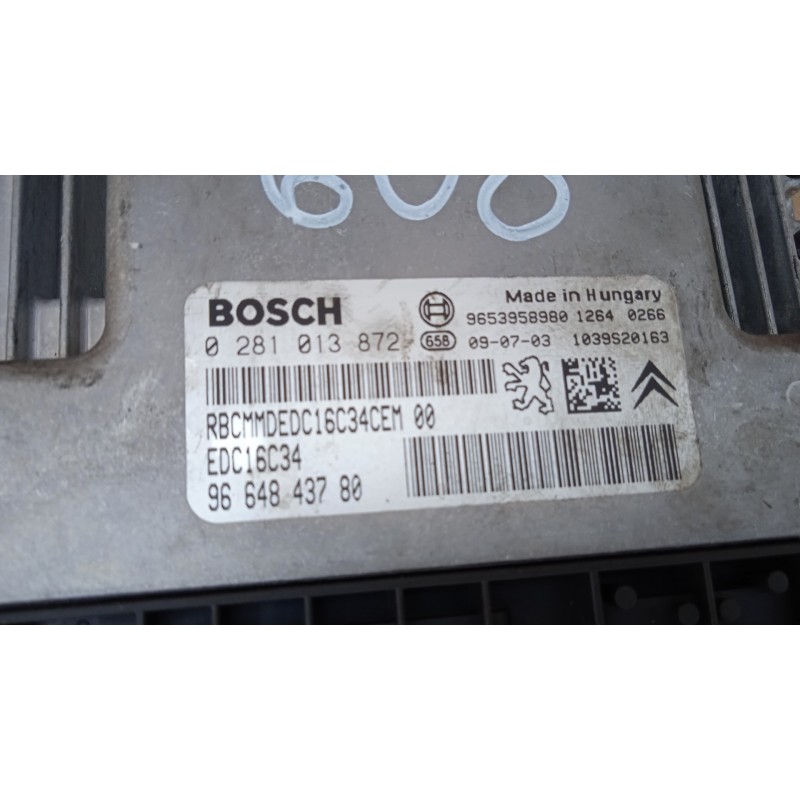 608
BOSCH
Made in Hungary
9653958980 1264 0266
0 281 013 872 658 09-07-03 1039S20163
RBCMMDEDC16C34CEM 00
EDC16C34
96 648 437 80